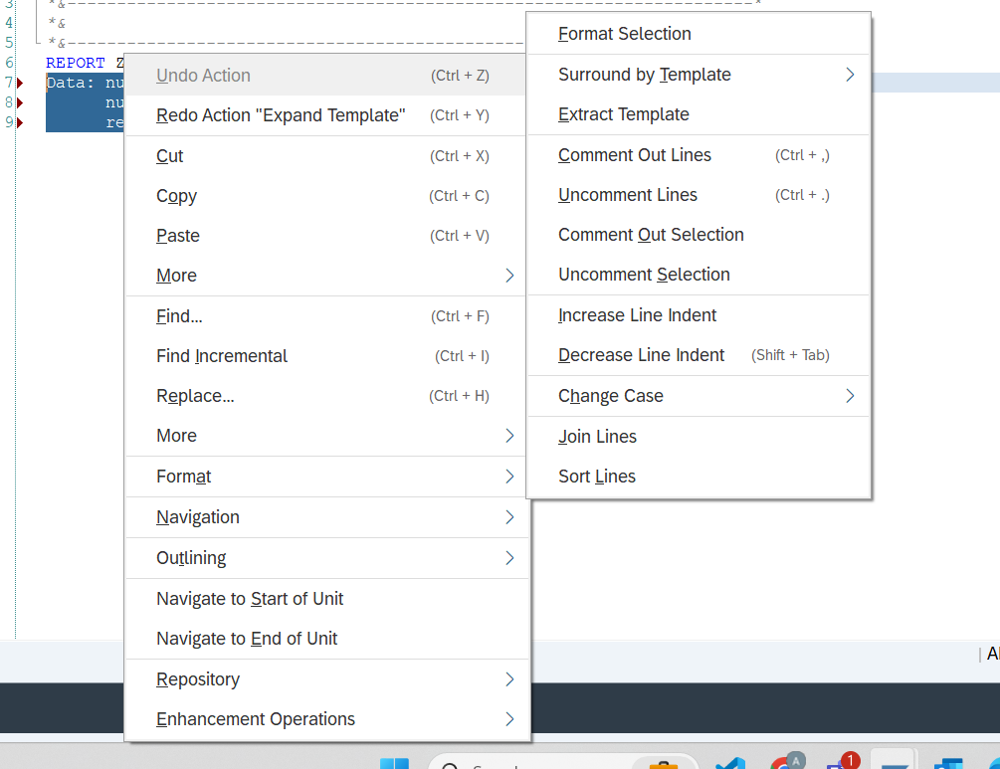 3 *&---------------------------------------------------------------------*
4 *&
5 *&---------------------------------------------
6 REPORT Z
7 Data: nu
8 nu
9 re
Undo Action (Ctrl + Z)
Redo Action "Expand Template" (Ctrl + Y)
Cut (Ctrl + X)
Copy (Ctrl + C)
Paste (Ctrl + V)
More
Find... (Ctrl + F)
Find Incremental (Ctrl + I)
Replace... (Ctrl + H)
More
Format
Navigation
Outlining
Navigate to Start of Unit
Navigate to End of Unit
Repository
Enhancement Operations
Format Selection
Surround by Template
Extract Template
Comment Out Lines (Ctrl + ,)
Uncomment Lines (Ctrl + .)
Comment Out Selection
Uncomment Selection
Increase Line Indent
Decrease Line Indent (Shift + Tab)
Change Case
Join Lines
Sort Lines
A
1